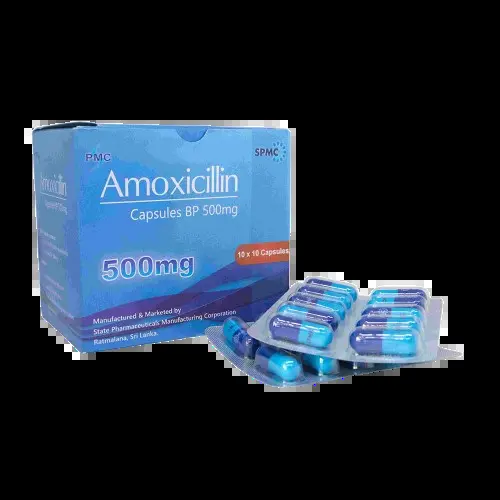 PMC
SPMC
Amoxicillin
Capsules BP 500mg
10 x 10 Capsules
500mg
Manufactured & Marketed by
State Pharmaceuticals Manufacturing Corporation
Ratmalana, Sri Lanka.